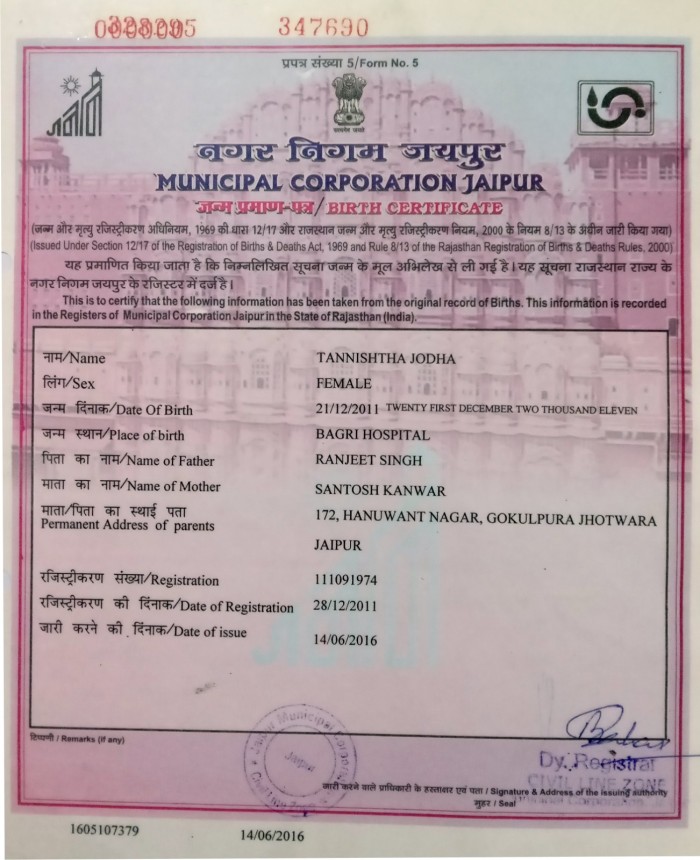 347690
प्रपत्र संख्या 5/Form No. 5
नगर निगम जयपुर
MUNICIPAL CORPORATION JAIPUR
जन्म प्रमाण-पत्र/ BIRTH CERTIFICATE
(जन्म और मृत्यु रजिस्ट्रीकरण अधिनियम, 1969 की धारा 12/17 और राजस्थान जन्म और मृत्यु रजिस्ट्रीकरण नियम, 2000 के नियम 8/13 के अधीन जारी किया गया)
(Issued Under Section 12/17 of the Registration of Births & Deaths Act, 1969 and Rule 8/13 of the Rajasthan Registration of Births & Deaths Rules, 2000)
यह प्रमाणित किया जाता है कि निम्नलिखित सूचना जन्म के मूल अभिलेख से ली गई है। यह सूचना राजस्थान राज्य के
नगर निगम जयपुर के रजिस्टर में दर्ज है।
This is to certify that the following information has been taken from the original record of Births. This information is recorded
in the Registers of Municipal Corporation Jaipur in the State of Rajasthan (India).
नाम/Name TANNISHTHA JODHA
लिंग/Sex FEMALE
जन्म दिंनाक/Date Of Birth 21/12/2011 TWENTY FIRST DECEMBER TWO THOUSAND ELEVEN
जन्म स्थान/Place of birth BAGRI HOSPITAL
पिता का नाम/Name of Father RANJEET SINGH
माता का नाम/Name of Mother SANTOSH KANWAR
माता/पिता का स्थाई पता
Permanent Address of parents 172, HANUWANT NAGAR, GOKULPURA JHOTWARA
JAIPUR
रजिस्ट्रीकरण संख्या/Registration 111091974
रजिस्ट्रीकरण की दिंनाक/Date of Registration 28/12/2011
जारी करने की दिंनाक/Date of issue 14/06/2016
टिप्पणी / Remarks (if any)
Jaipur Municipal Corporation
Jaipur
Civil Line Zone
Dy. Registrar
CIVIL LINE ZONE
जारी करने वाले प्राधिकारी के हस्ताक्षर एवं पता / Signature & Address of the issuing authority
मुहर / Seal
1605107379 14/06/2016